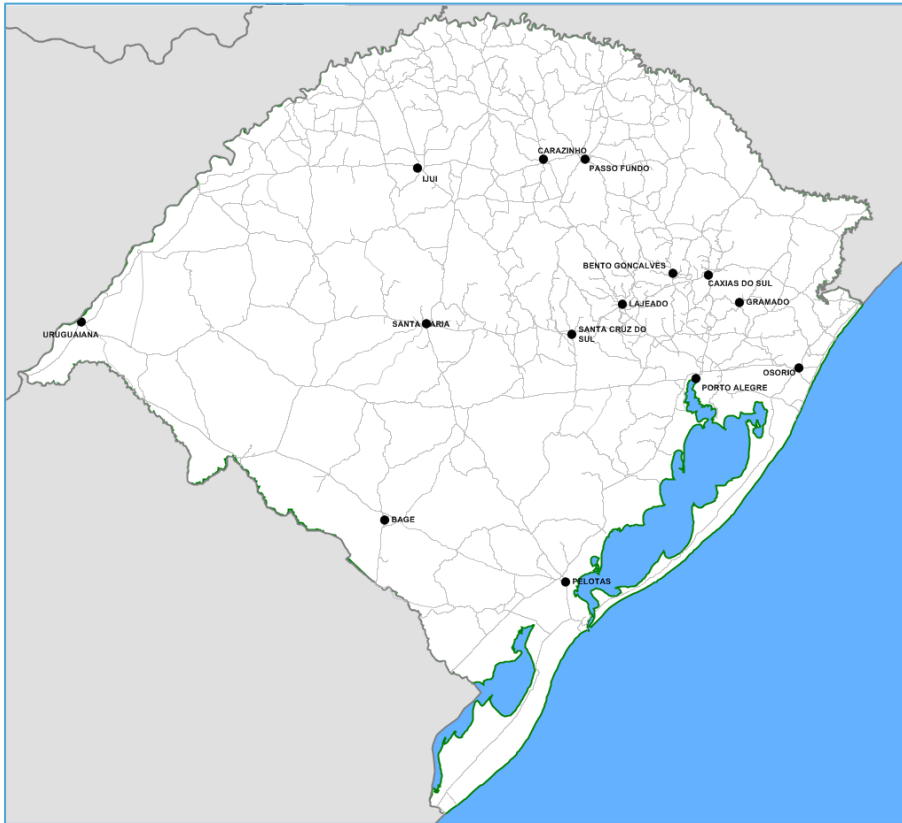 CARAZINHO
PASSO FUNDO
IJUI
BENTO GONCALVES
CAXIAS DO SUL
LAJEADO
GRAMADO
URUGUAIANA
SANTA MARIA
SANTA CRUZ DO
SUL
OSORIO
PORTO ALEGRE
BAGE
PELOTAS